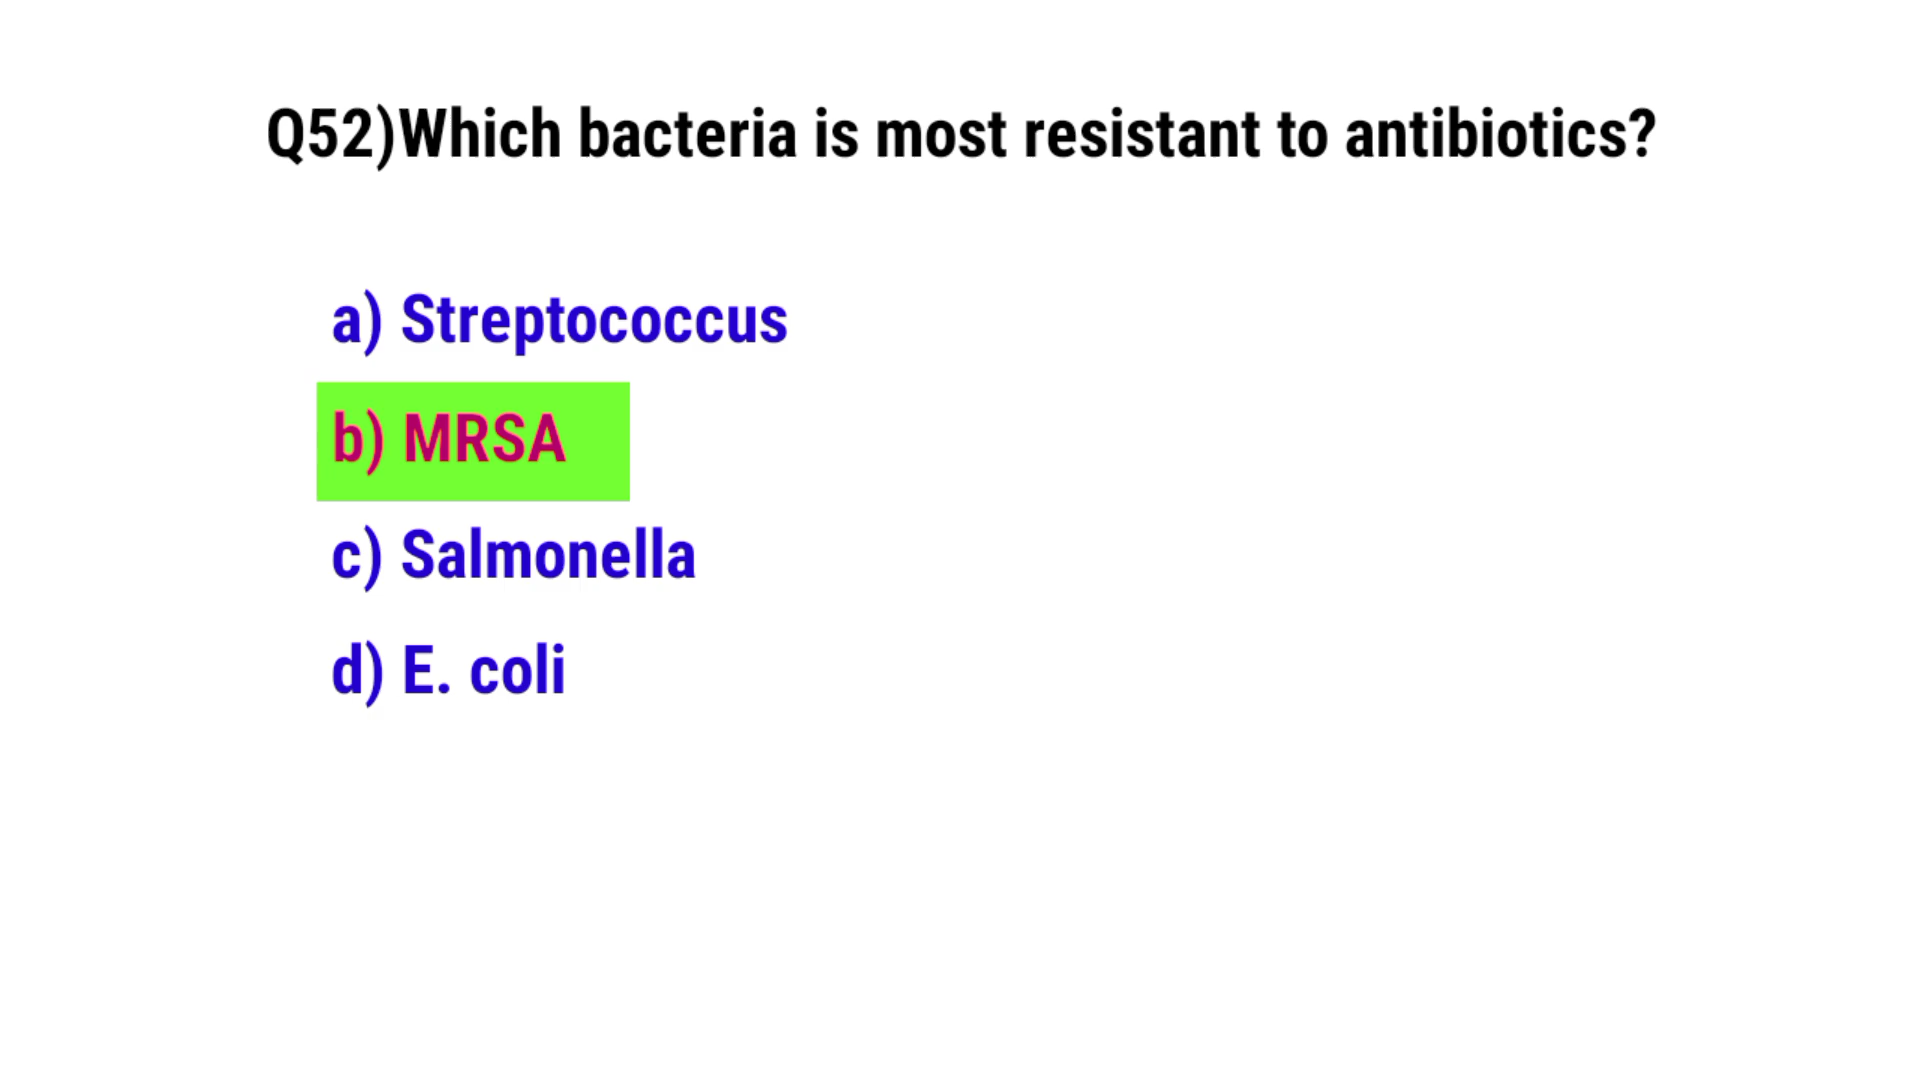 Q52)Which bacteria is most resistant to antibiotics?
a) Streptococcus
b) MRSA
c) Salmonella
d) E. coli